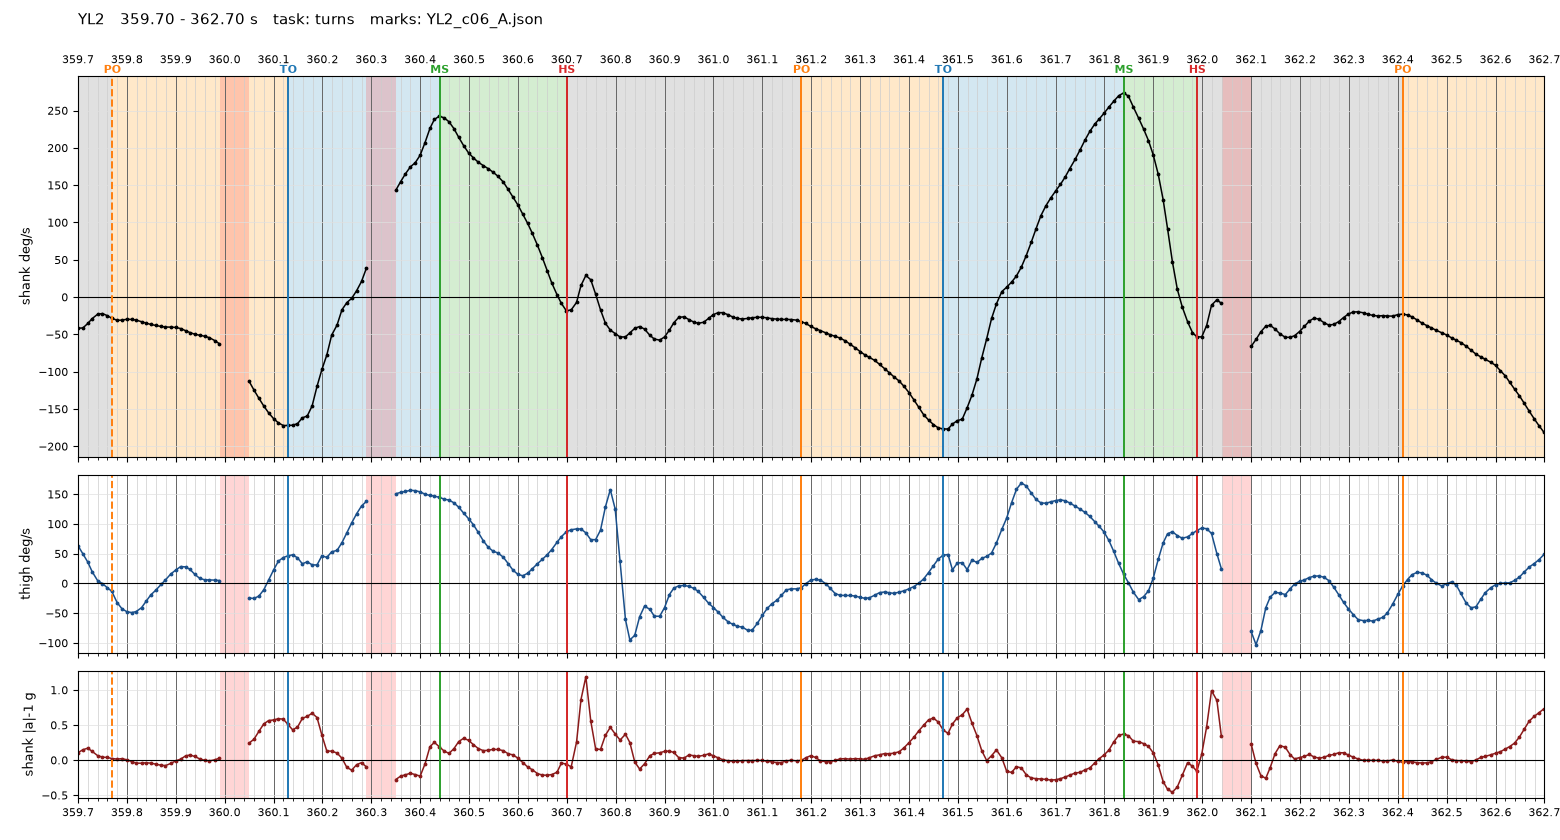 YL2   359.70 - 362.70 s   task: turns   marks: YL2_c06_A.json
359.7 359.8 359.9 360.0 360.1 360.2 360.3 360.4 360.5 360.6 360.7 360.8 360.9 361.0 361.1 361.2 361.3 361.4 361.5 361.6 361.7 361.8 361.9 362.0 362.1 362.2 362.3 362.4 362.5 362.6 362.7
PO TO MS HS PO TO MS HS PO
shank deg/s
250
200
150
100
50
0
−50
−100
−150
−200
thigh deg/s
150
100
50
0
−50
−100
shank |a|-1 g
1.0
0.5
0.0
−0.5
359.7 359.8 359.9 360.0 360.1 360.2 360.3 360.4 360.5 360.6 360.7 360.8 360.9 361.0 361.1 361.2 361.3 361.4 361.5 361.6 361.7 361.8 361.9 362.0 362.1 362.2 362.3 362.4 362.5 362.6 362.7